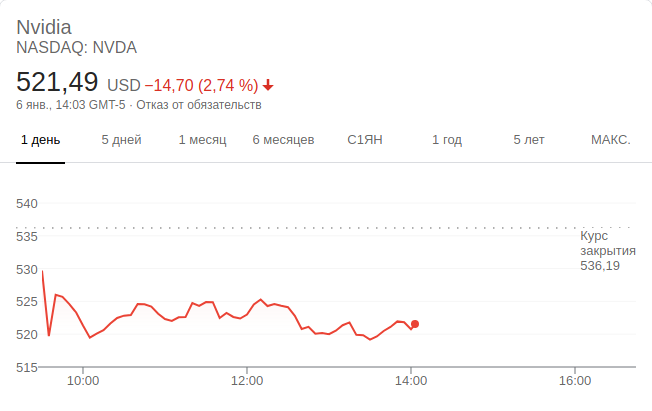 Nvidia
NASDAQ: NVDA
521,49 USD −14,70 (2,74 %)
6 янв., 14:03 GMT-5 · Отказ от обязательств
1 день 5 дней 1 месяц 6 месяцев С1ЯН 1 год 5 лет МАКС.
540
535
530
525
520
515
Курс
закрытия
536,19
10:00 12:00 14:00 16:00